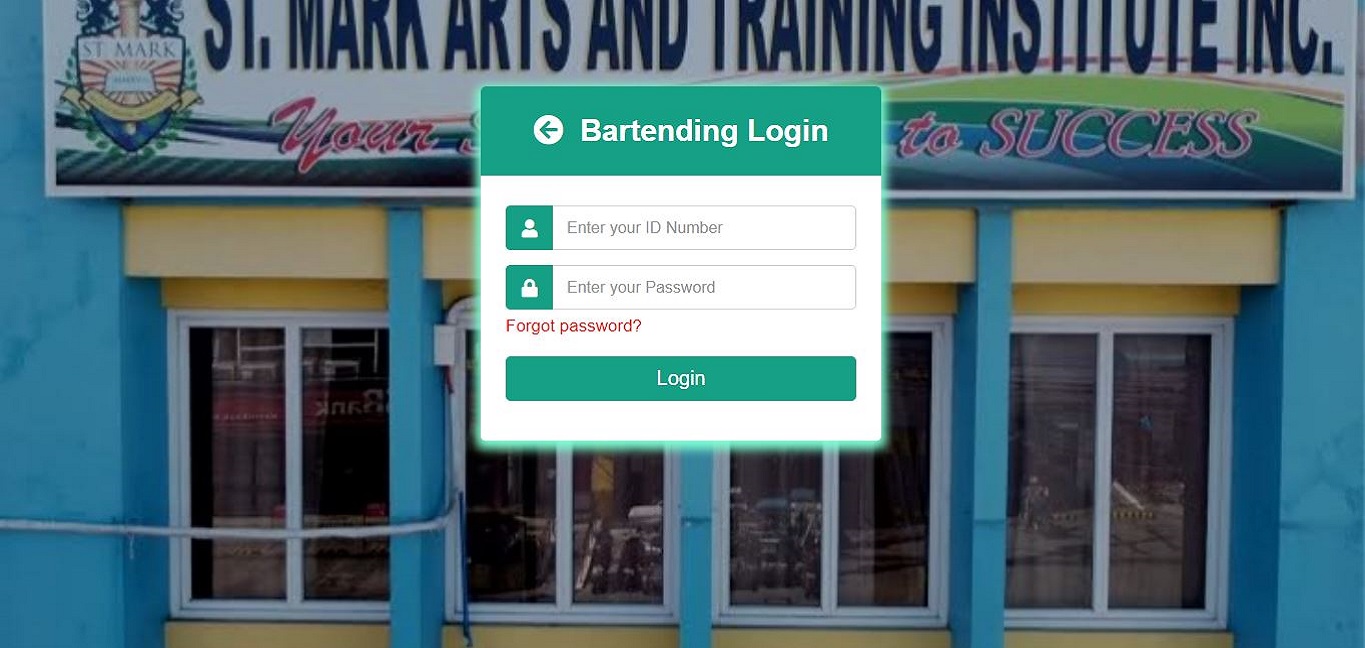 ST. MARK ARTS AND TRAINING INSTITUTE INC.
ST MARK
Your
to SUCCESS
Bartending Login
Enter your ID Number
Enter your Password
Forgot password?
Login